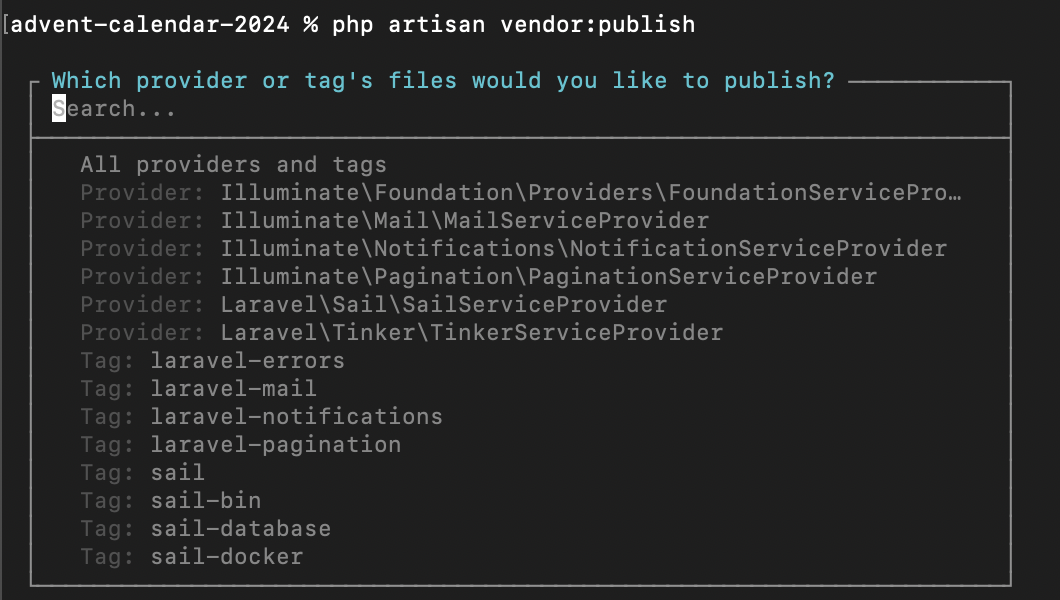 [advent-calendar-2024 % php artisan vendor:publish
Which provider or tag's files would you like to publish?
Search...
All providers and tags
Provider: Illuminate\Foundation\Providers\FoundationServicePro…
Provider: Illuminate\Mail\MailServiceProvider
Provider: Illuminate\Notifications\NotificationServiceProvider
Provider: Illuminate\Pagination\PaginationServiceProvider
Provider: Laravel\Sail\SailServiceProvider
Provider: Laravel\Tinker\TinkerServiceProvider
Tag: laravel-errors
Tag: laravel-mail
Tag: laravel-notifications
Tag: laravel-pagination
Tag: sail
Tag: sail-bin
Tag: sail-database
Tag: sail-docker